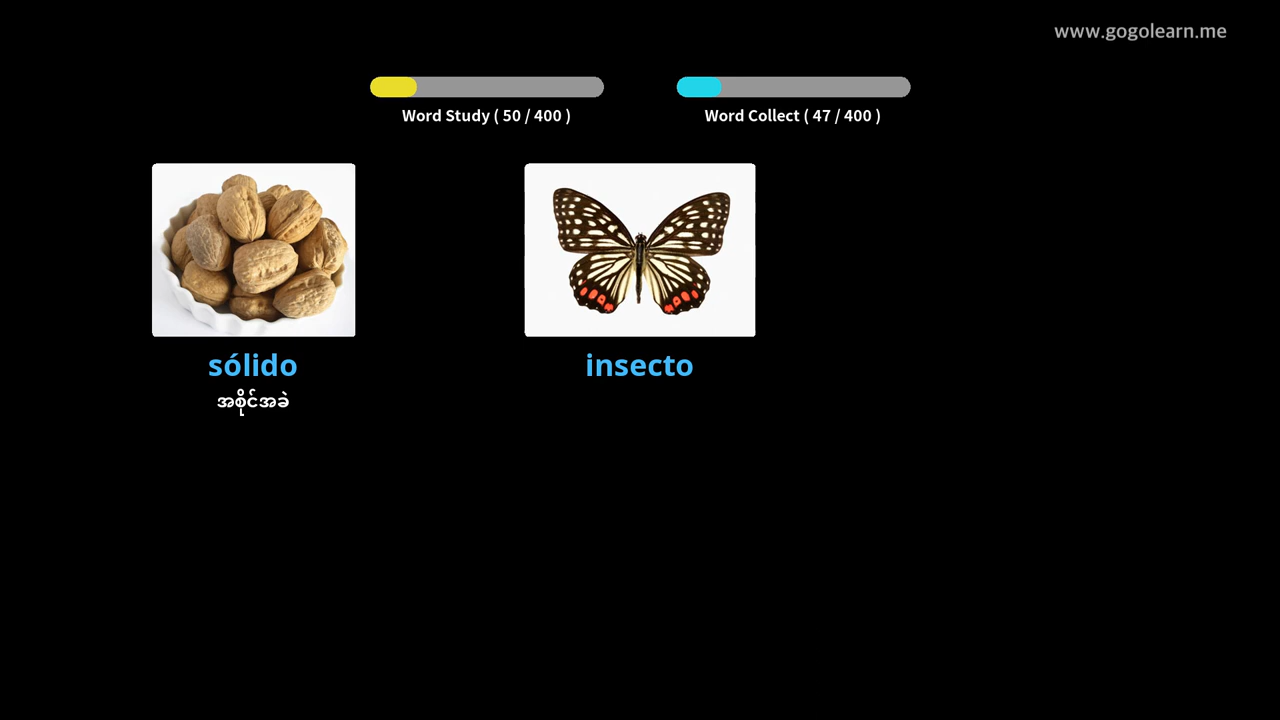 www.gogolearn.me
Word Study ( 50 / 400 )
Word Collect ( 47 / 400 )
sólido
အစိုင်အခဲ
insecto